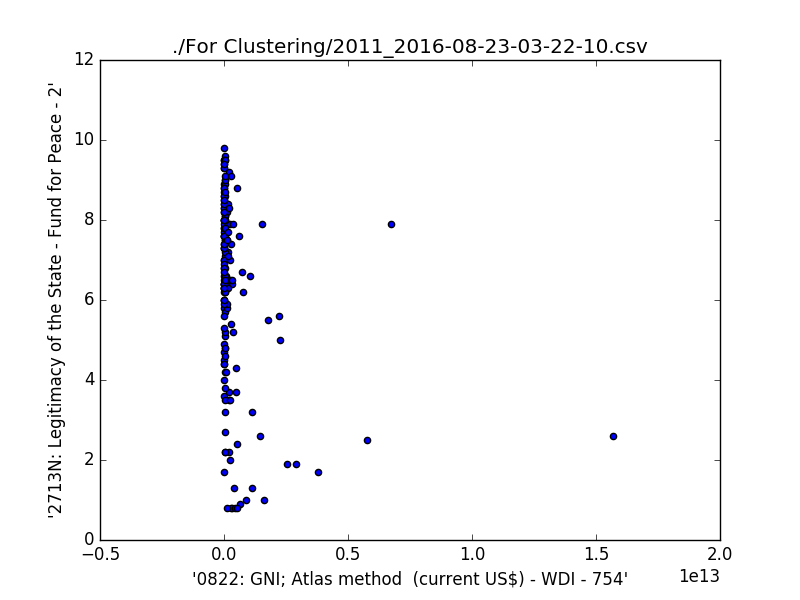 ./For Clustering/2011_2016-08-23-03-22-10.csv
12
10
8
6
4
2
0
'2713N: Legitimacy of the State - Fund for Peace - 2'
−0.5 0.0 0.5 1.0 1.5 2.0
1e13
'0822: GNI; Atlas method  (current US$) - WDI - 754'